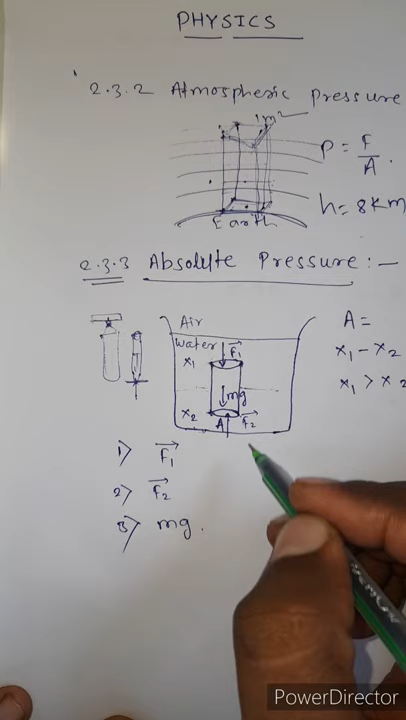 PHYSICS
2.3.2 Atmospheric Pressure
1m²
P = F/A
h = 8km
Earth
2.3.3 Absolute Pressure :-
Air
water F₁
x₁
mg
x₂ A F₂
A =
x₁ - x₂
x₁ > x₂
1> F₁
2> F₂
3> mg.
PowerDirector